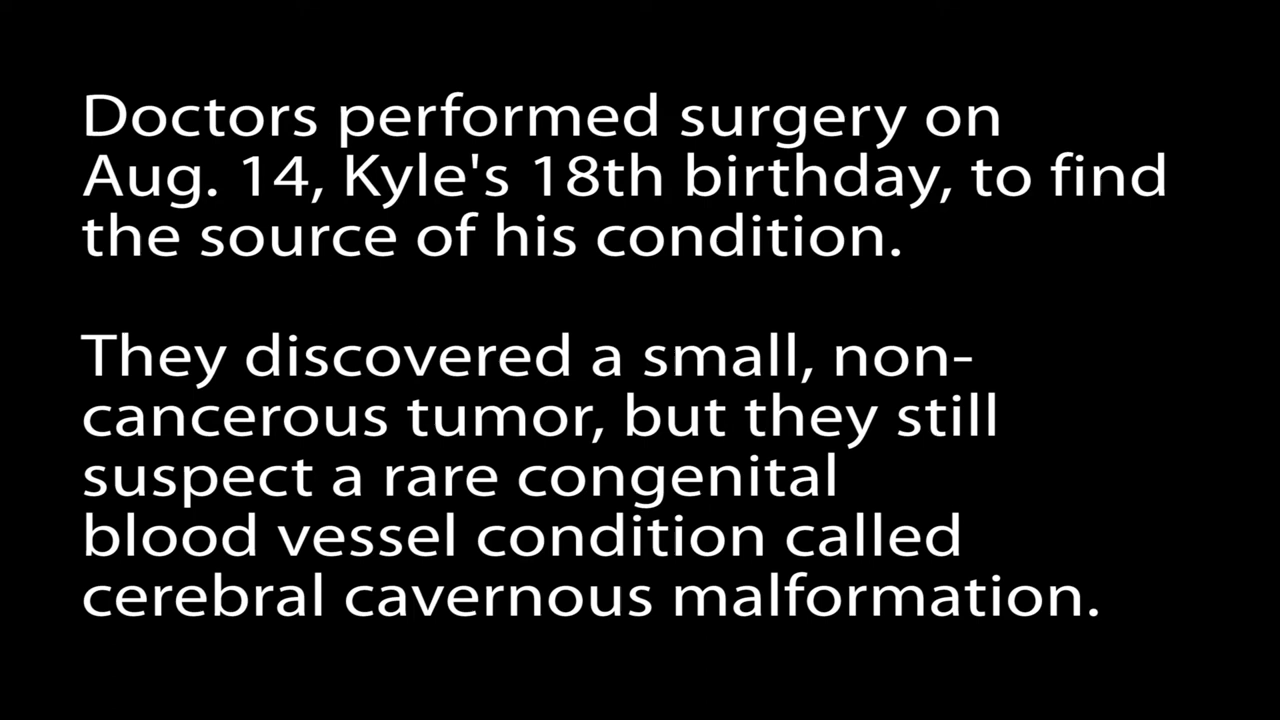 Doctors performed surgery on
Aug. 14, Kyle's 18th birthday, to find
the source of his condition.
They discovered a small, non-
cancerous tumor, but they still
suspect a rare congenital
blood vessel condition called
cerebral cavernous malformation.